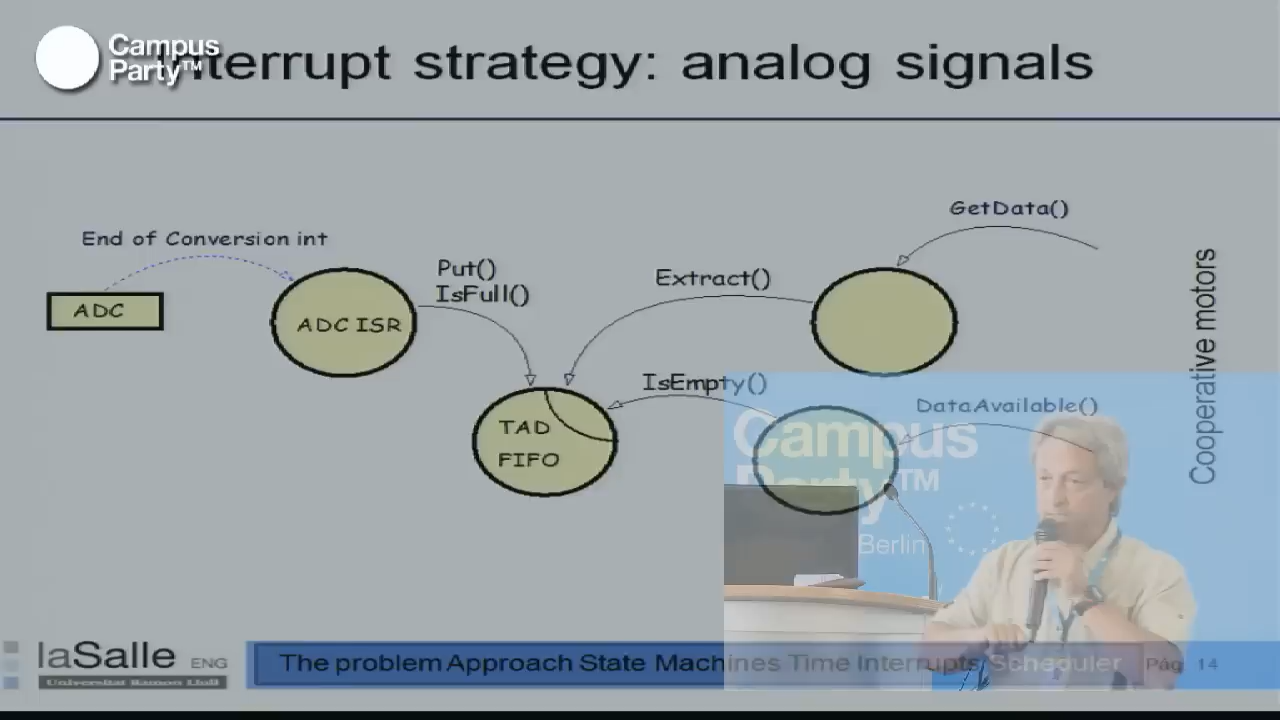 Campus
Party™
Interrupt strategy: analog signals
GetData()
End of Conversion int
Put()
IsFull()
Extract()
ADC
ADC ISR
Cooperative motors
IsEmpty()
DataAvailable()
TAD
FIFO
Campus
Party™
Berlin
laSalle ENG
Universitat Ramon Llull
The problem Approach State Machines Time Interrupts Scheduler
Pág. 14